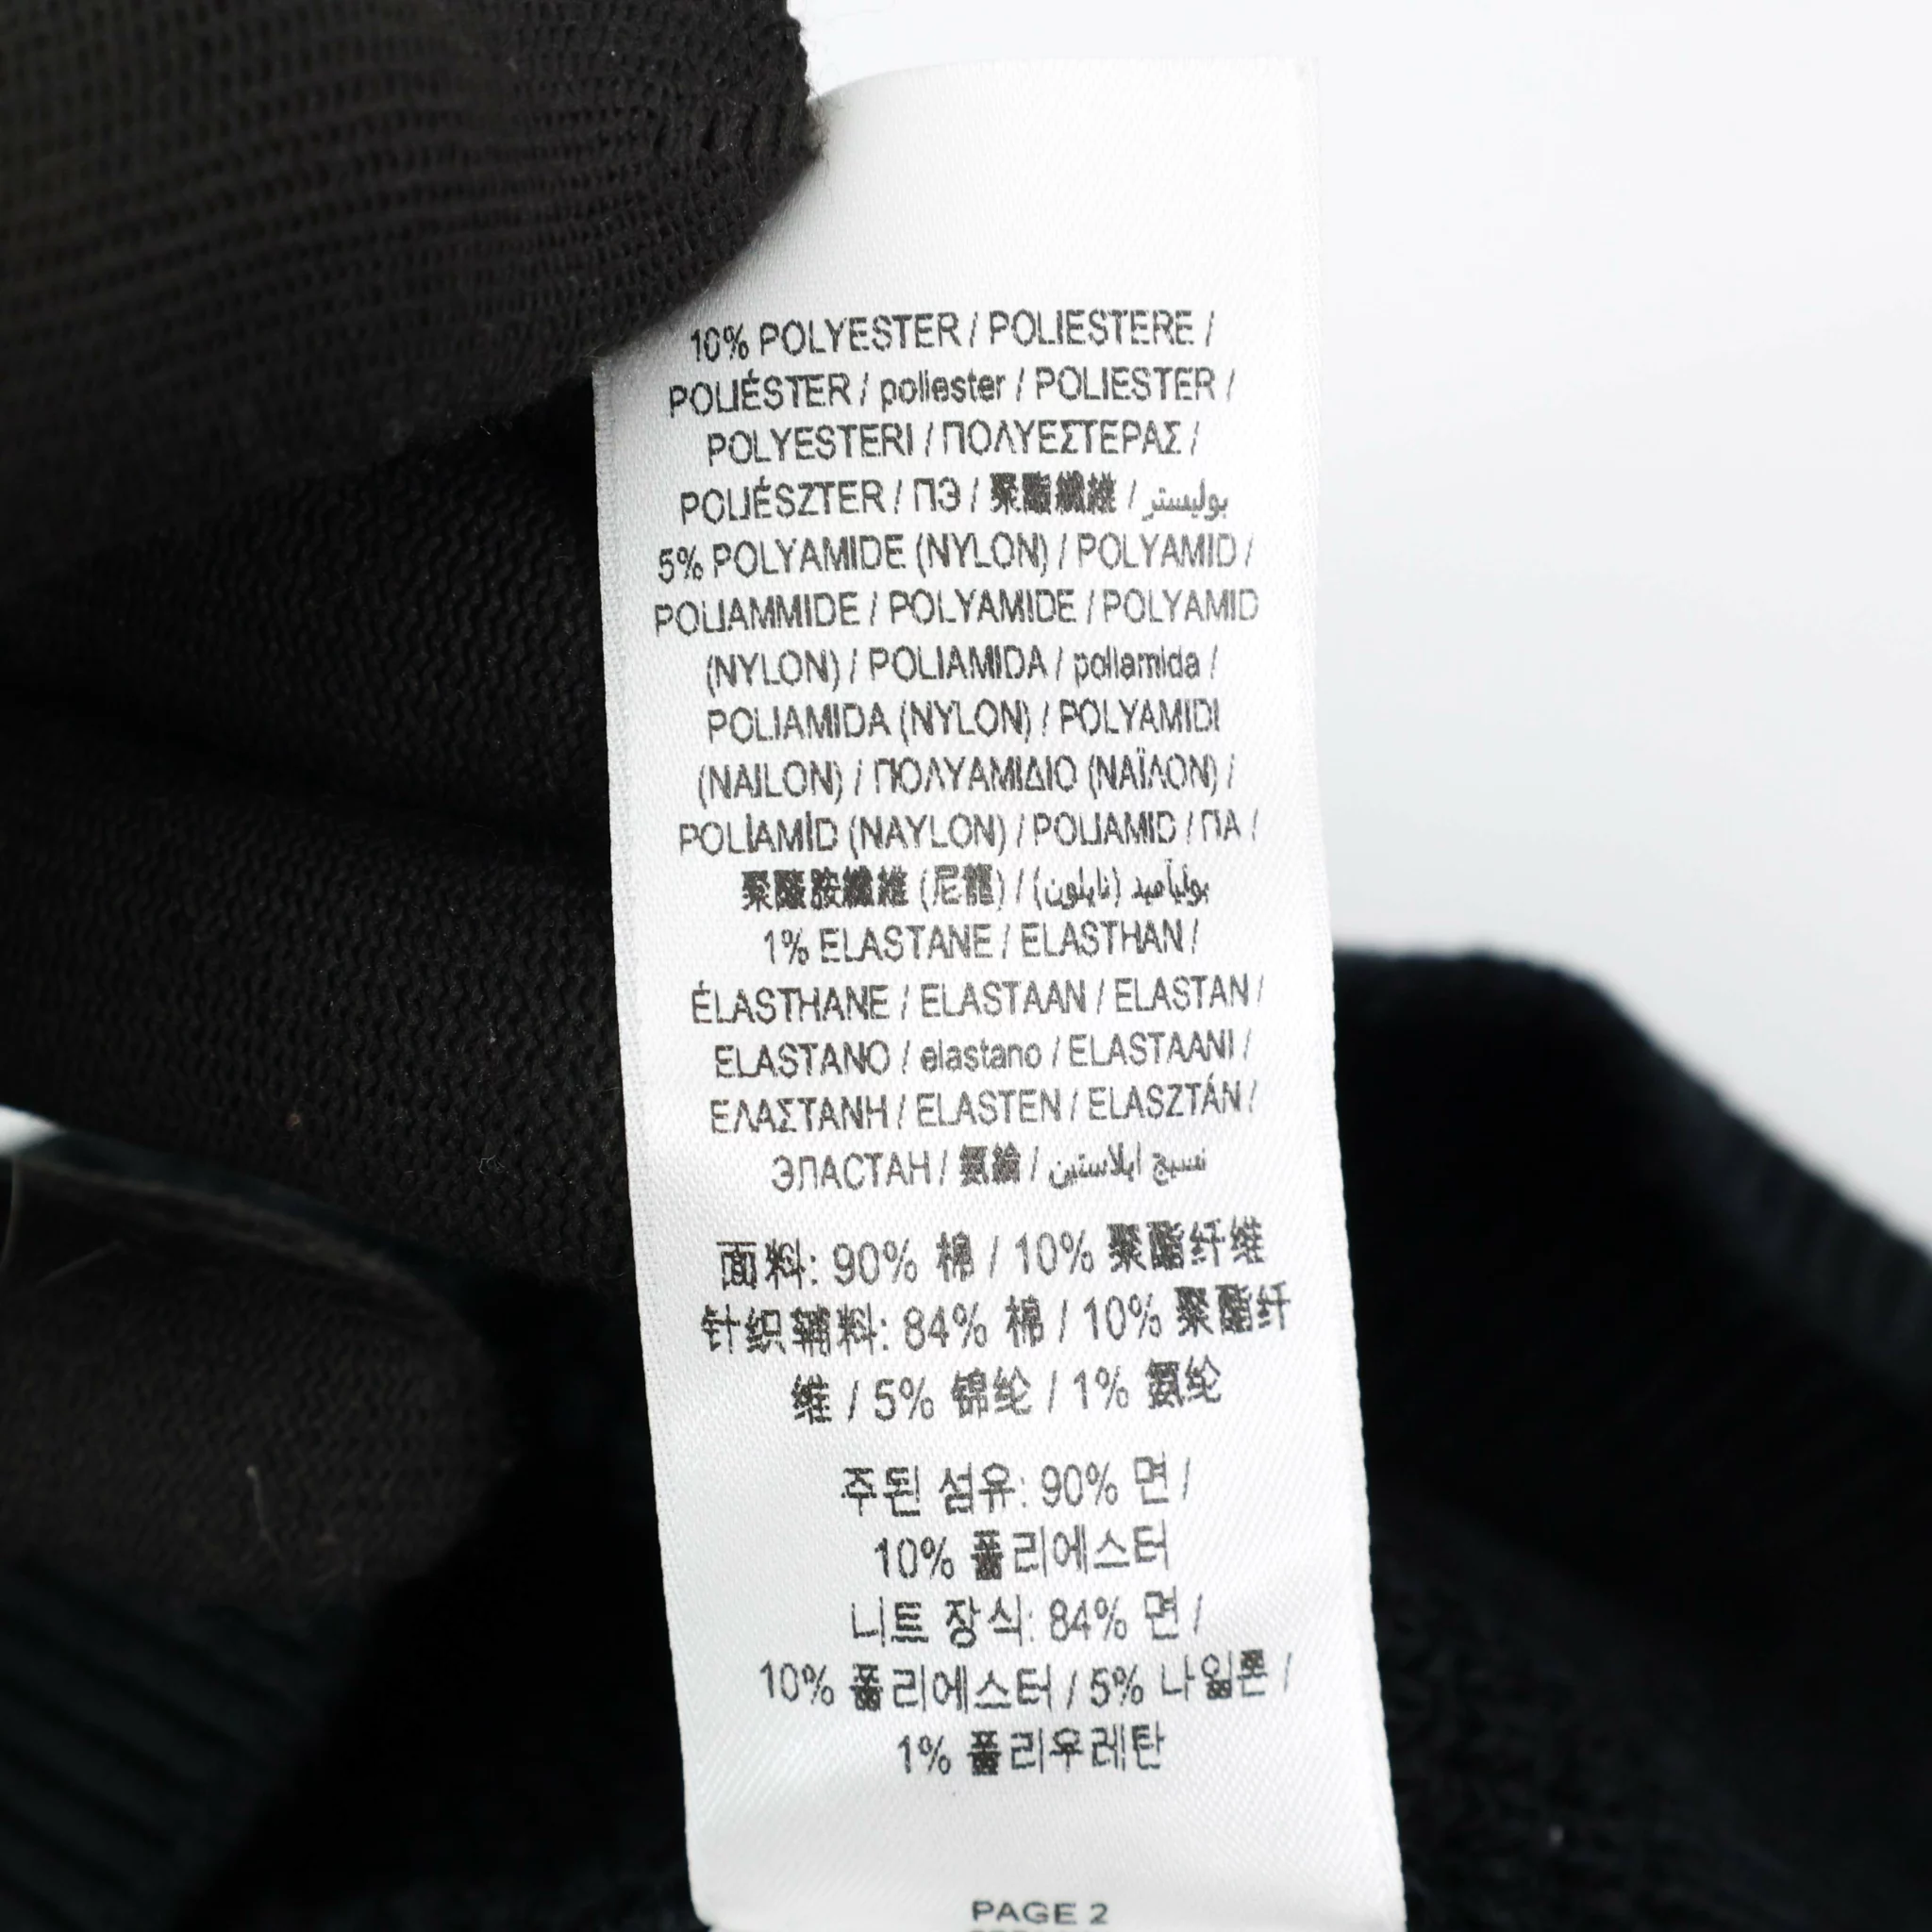 10% POLYESTER / POLIESTERE /
POLIÉSTER / poliester / POLIESTER /
POLYESTERI / ΠΟΛΥΕΣΤΕΡΑΣ /
POLIÉSZTER / ПЭ / 聚酯纖維 / بوليستر
5% POLYAMIDE (NYLON) / POLYAMID /
POLIAMMIDE / POLYAMIDE / POLYAMID
(NYLON) / POLIAMIDA / poliamida /
POLIAMIDA (NYLON) / POLYAMIDI
(NAILON) / ΠΟΛΥΑΜΙΔΙΟ (ΝΑΪΛΟΝ) /
POLİAMİD (NAYLON) / POLIAMID / ПА /
聚醯胺纖維 (尼龍) / بوليأميد (نايلون)
1% ELASTANE / ELASTHAN /
ÉLASTHANE / ELASTAAN / ELASTAN /
ELASTANO / elastano / ELASTAANI /
ΕΛΑΣΤΑΝΗ / ELASTEN / ELASZTÁN /
ЭЛАСТАН / 氨綸 / نسيج ايلاستين
面料: 90% 棉 / 10% 聚酯纤维
针织辅料: 84% 棉 / 10% 聚酯纤
维 / 5% 锦纶 / 1% 氨纶
주된 섬유: 90% 면 /
10% 폴리에스터
니트 장식: 84% 면 /
10% 폴리에스터 / 5% 나일론 /
1% 폴리우레탄
PAGE 2